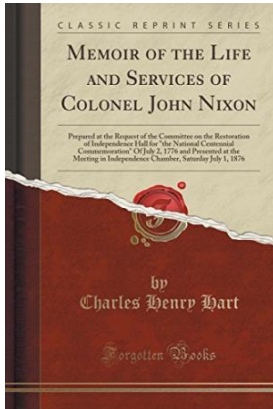 CLASSIC REPRINT SERIES
MEMOIR OF THE LIFE
AND SERVICES OF
COLONEL JOHN NIXON
Prepared at the Request of the Committee on the Restoration
of Independence Hall for "the National Centennial
Commemoration" Of July 2, 1776 and Presented at the
Meeting in Independence Chamber, Saturday July 1, 1876
by
Charles Henry Hart
Forgotten Books